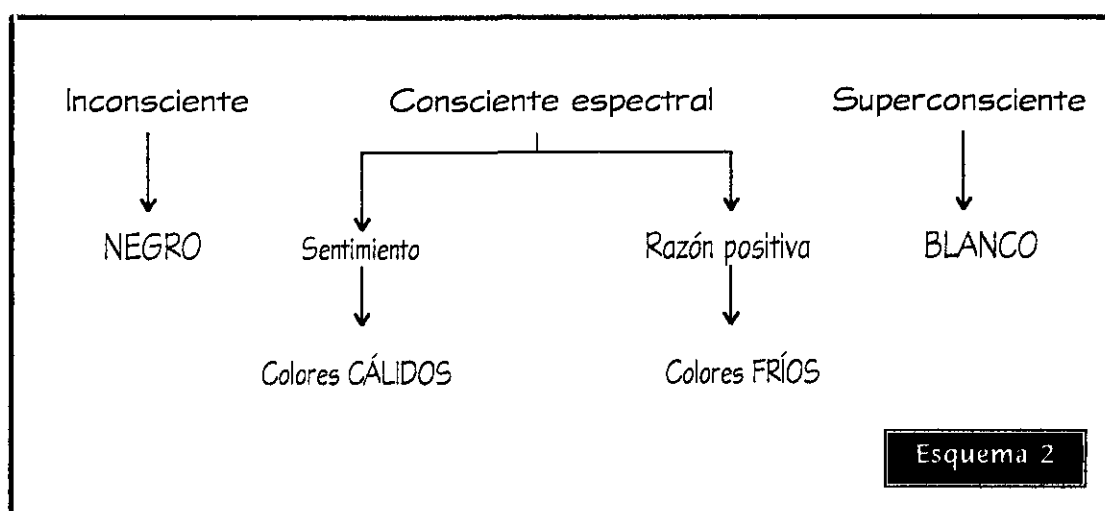 Inconsciente Consciente espectral Superconsciente
NEGRO Sentimiento Razón positiva BLANCO
Colores CÁLIDOS Colores FRÍOS
Esquema 2